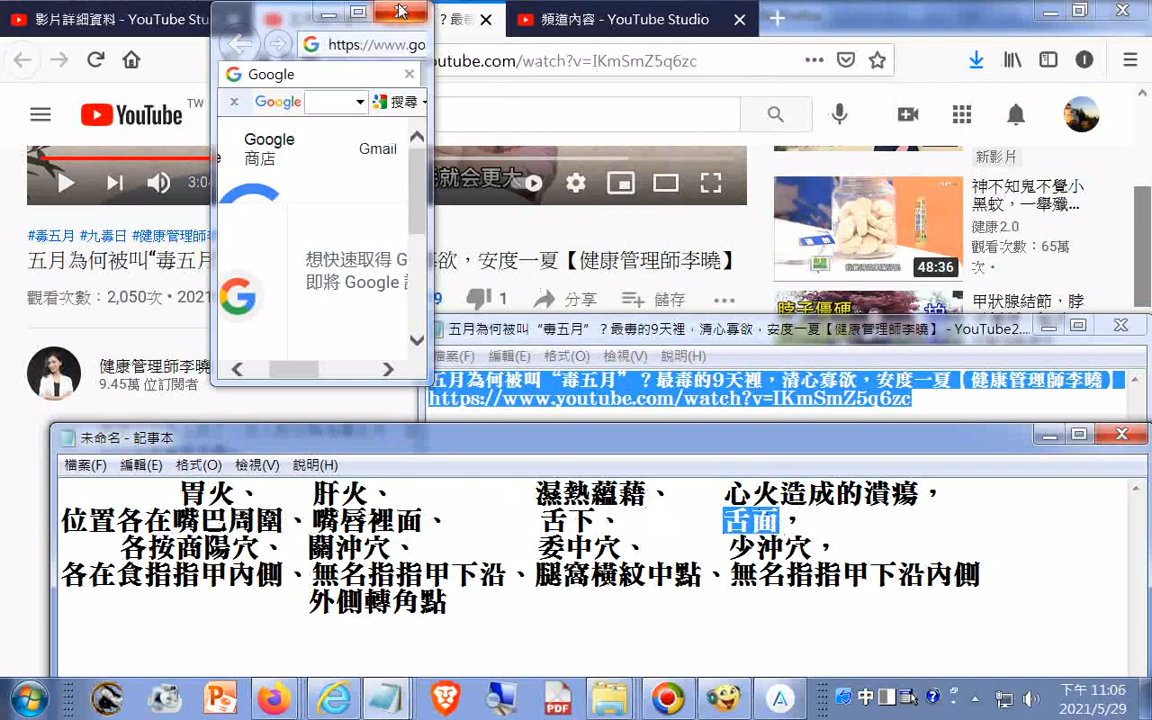 影片詳細資料 - YouTube Stu
？最毒
頻道內容 - YouTube Studio
https://www.go
outube.com/watch?v=IKmSmZ5q6zc
Google
Google
搜尋
YouTube
TW
Google
商店
Gmail
新影片
神不知鬼不覺小
黑蚊，一舉殲...
健康2.0
觀看次數：65萬
次·
48:36
甲狀腺結節，脖
3:0
就會更大
想快速取得 G
即將 Google
#毒五月 #九毒日 #健康管理師
五月為何被叫“毒五月
欲，安度一夏【健康管理師李曉】
觀看次數：2,050次·2021
9
1
分享
儲存
健康管理師李曉
9.45萬 位訂閱者
五月為何被叫“毒五月”？最毒的9天裡，清心寡欲，安度一夏【健康管理師李曉】 - YouTube2....
檔案(F) 編輯(E) 格式(O) 檢視(V) 說明(H)
五月為何被叫“毒五月”？最毒的9天裡，清心寡欲，安度一夏【健康管理師李曉】
https://www.youtube.com/watch?v=IKmSmZ5q6zc
未命名 - 記事本
檔案(F) 編輯(E) 格式(O) 檢視(V) 說明(H)
胃火、 肝火、 濕熱蘊藉、 心火造成的潰瘍，
位置各在嘴巴周圍、嘴唇裡面、 舌下、 舌面，
各按商陽穴、 關沖穴、 委中穴、 少沖穴，
各在食指指甲內側、無名指指甲下沿、腿窩橫紋中點、無名指指甲下沿內側
外側轉角點
PDF
中
下午 11:06
2021/5/29